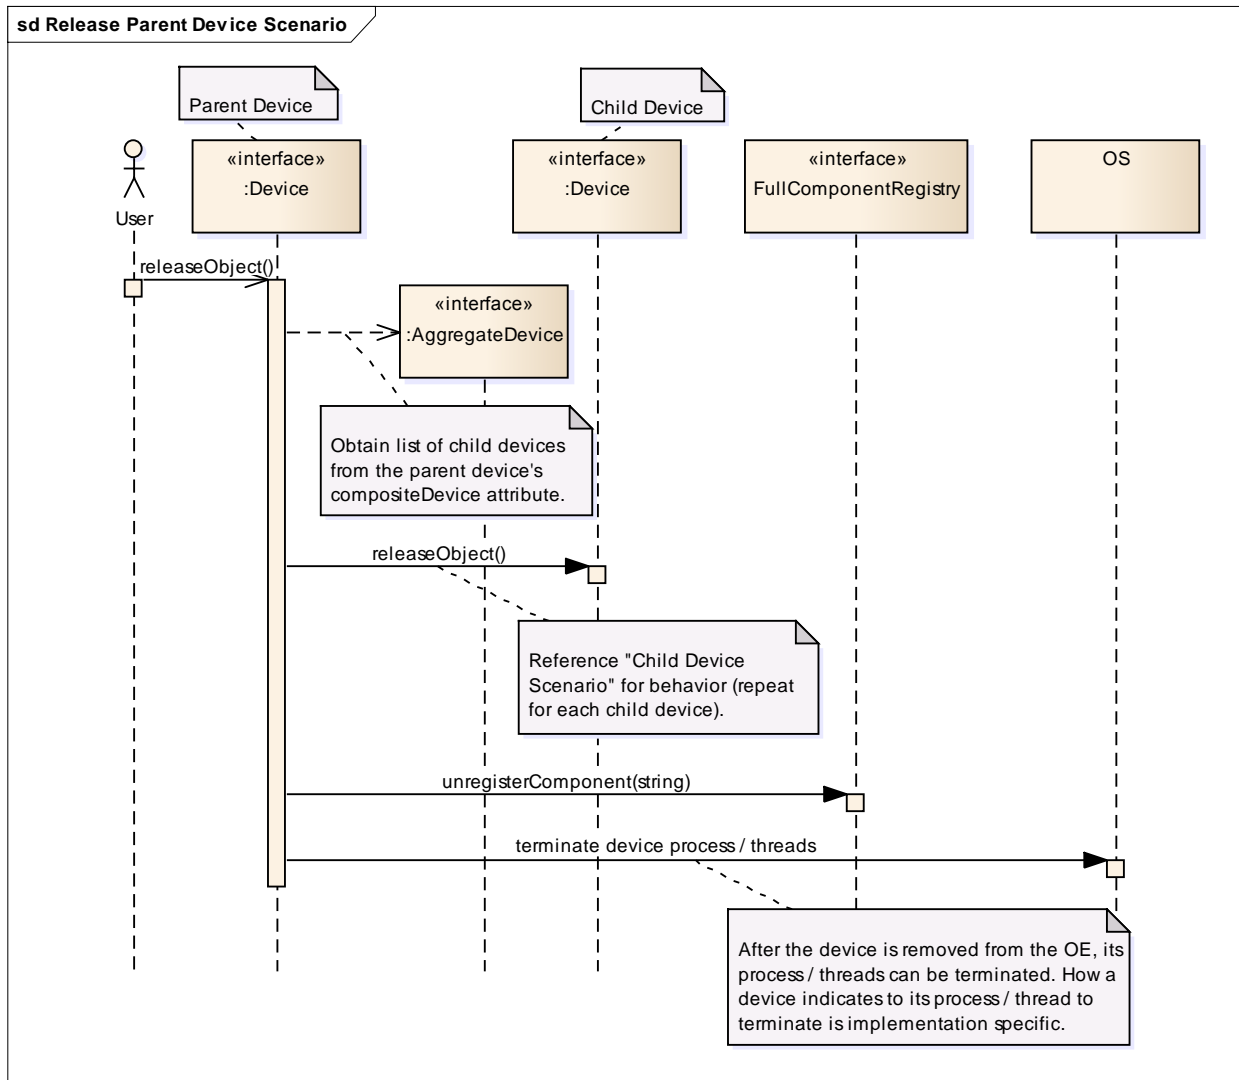 sd Release Parent Device Scenario
Parent Device
Child Device
«interface»
:Device
«interface»
:Device
«interface»
FullComponentRegistry
OS
User
releaseObject()
«interface»
:AggregateDevice
Obtain list of child devices
from the parent device's
compositeDevice attribute.
releaseObject()
Reference "Child Device
Scenario" for behavior (repeat
for each child device).
unregisterComponent(string)
terminate device process / threads
After the device is removed from the OE, its
process / threads can be terminated. How a
device indicates to its process / thread to
terminate is implementation specific.